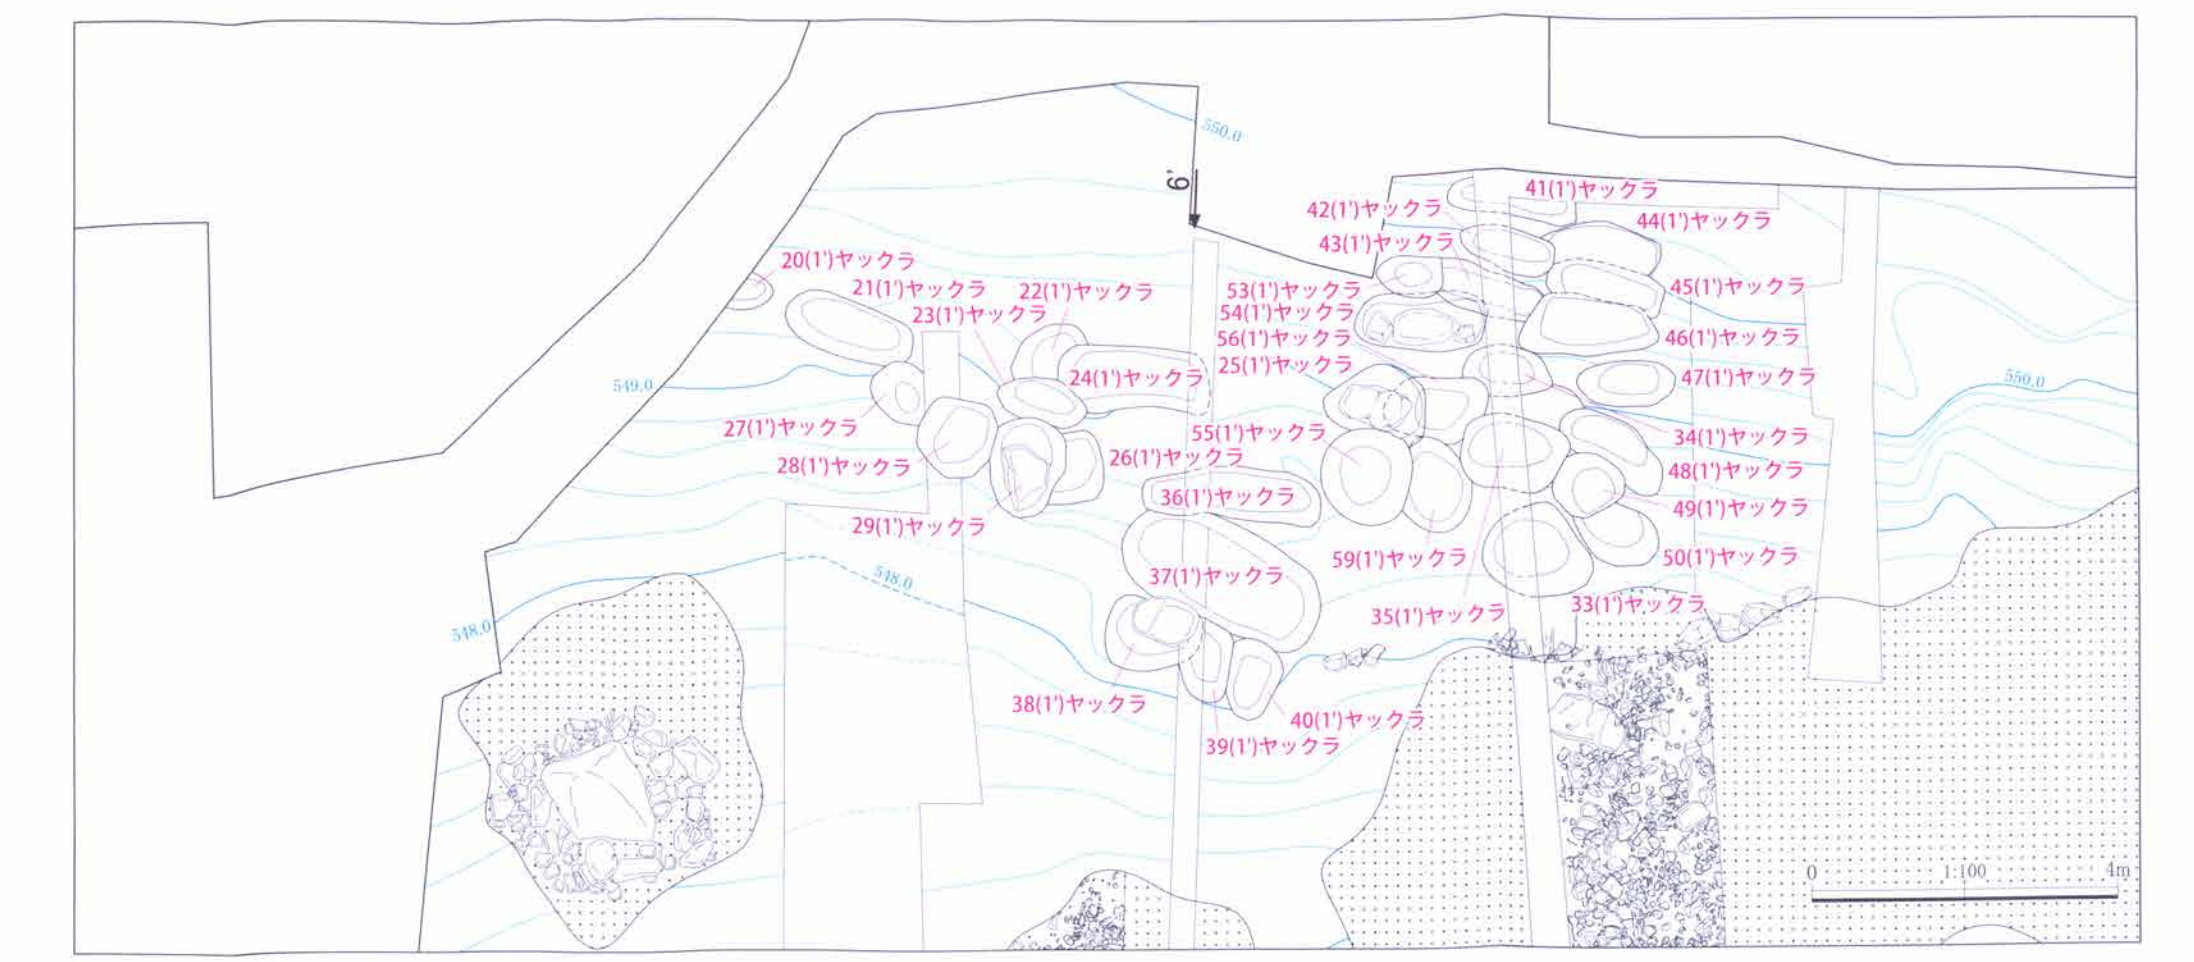 550.0
6'
41(1')ヤックラ
42(1')ヤックラ
44(1')ヤックラ
43(1')ヤックラ
20(1')ヤックラ
21(1')ヤックラ
22(1')ヤックラ
53(1')ヤックラ
45(1')ヤックラ
23(1')ヤックラ
54(1')ヤックラ
56(1')ヤックラ
46(1')ヤックラ
25(1')ヤックラ
24(1')ヤックラ
47(1')ヤックラ
549.0
550.0
27(1')ヤックラ
55(1')ヤックラ
34(1')ヤックラ
28(1')ヤックラ
26(1')ヤックラ
48(1')ヤックラ
36(1')ヤックラ
49(1')ヤックラ
29(1')ヤックラ
59(1')ヤックラ
50(1')ヤックラ
548.0
37(1')ヤックラ
35(1')ヤックラ
33(1')ヤックラ
548.0
38(1')ヤックラ
40(1')ヤックラ
39(1')ヤックラ
0 1:100 4m